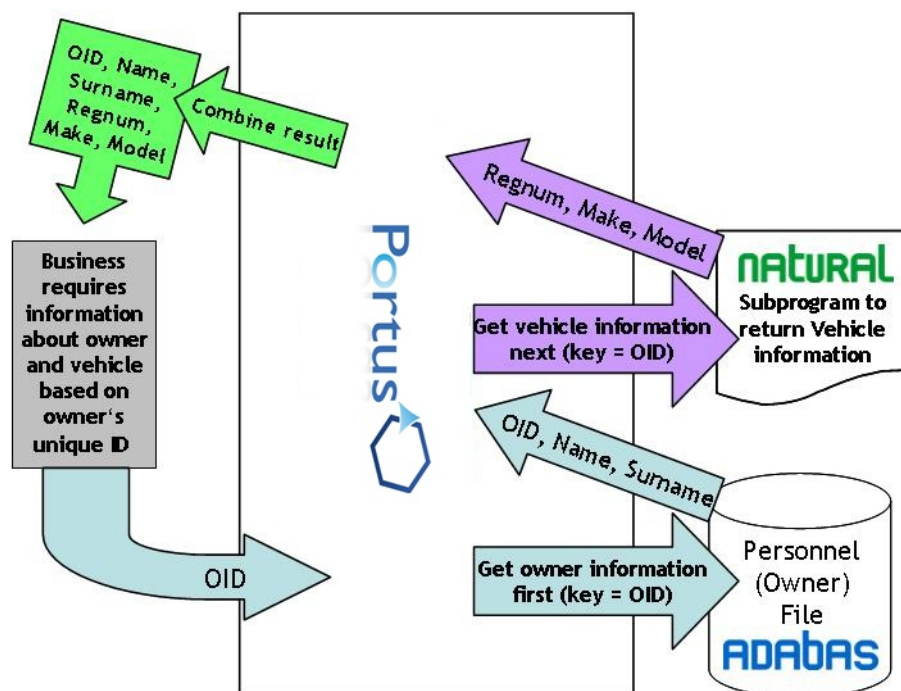 OID, Name,
Surname,
Regnum,
Make, Model
Combine result
Regnum, Make, Model
Business
requires
information
about owner
and vehicle
based on
owner's
unique ID
Portus
NATURAL
Subprogram to
return Vehicle
information
Get vehicle information
next (key = OID)
OID, Name, Surname
OID
Get owner information
first (key = OID)
Personnel
(Owner)
File
ADABAS